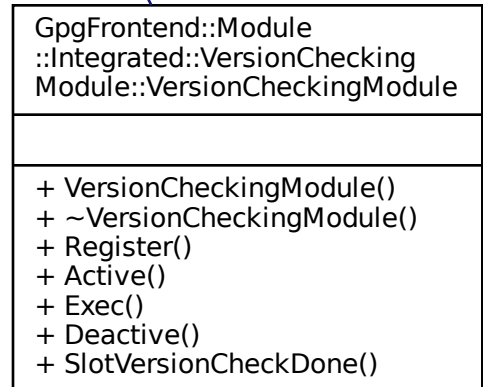 GpgFrontend::Module
::Integrated::VersionChecking
Module::VersionCheckingModule
+ VersionCheckingModule()
+ ~VersionCheckingModule()
+ Register()
+ Active()
+ Exec()
+ Deactive()
+ SlotVersionCheckDone()